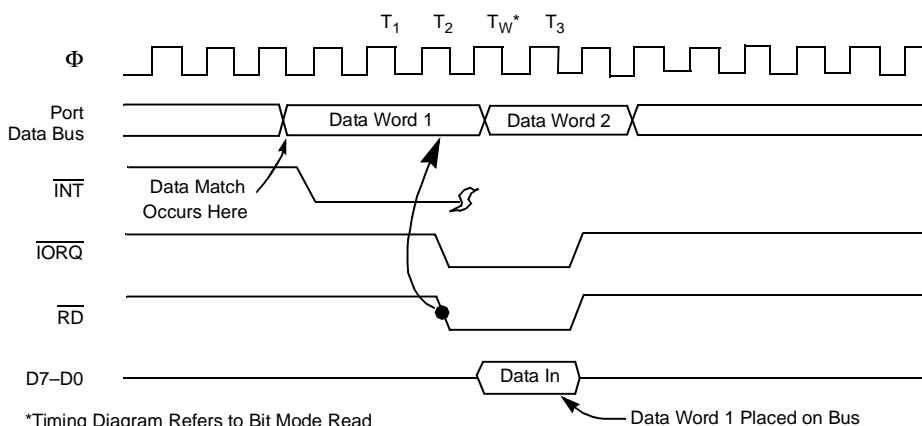 T1 T2 TW* T3
Φ
Port
Data Bus
Data Word 1 Data Word 2
INT
Data Match
Occurs Here
IORQ
RD
D7–D0
Data In
*Timing Diagram Refers to Bit Mode Read
Data Word 1 Placed on Bus